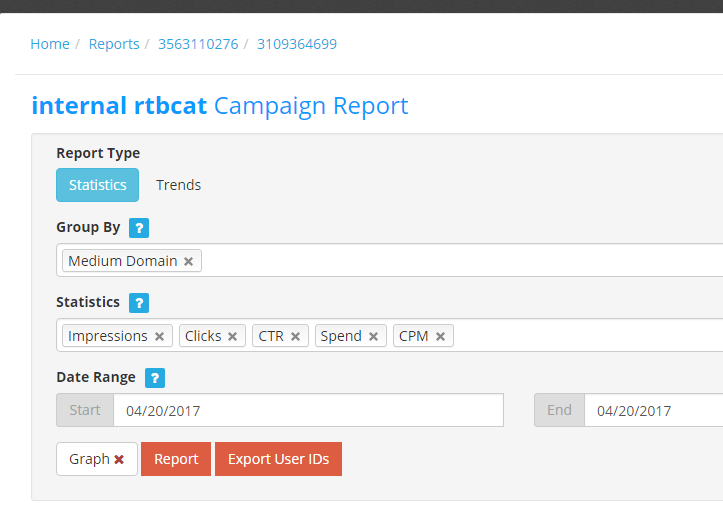 Home / Reports / 3563110276 / 3109364699
internal rtbcat Campaign Report
Report Type
Statistics Trends
Group By ?
Medium Domain ×
Statistics ?
Impressions × Clicks × CTR × Spend × CPM ×
Date Range ?
Start 04/20/2017 End 04/20/2017
Graph × Report Export User IDs